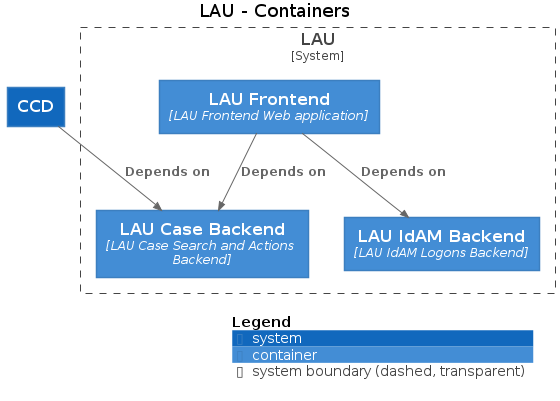 LAU - Containers
LAU
[System]
CCD
LAU Frontend
[LAU Frontend Web application]
Depends on
Depends on
Depends on
LAU Case Backend
[LAU Case Search and Actions
Backend]
LAU IdAM Backend
[LAU IdAM Logons Backend]
Legend
system
container
system boundary (dashed, transparent)